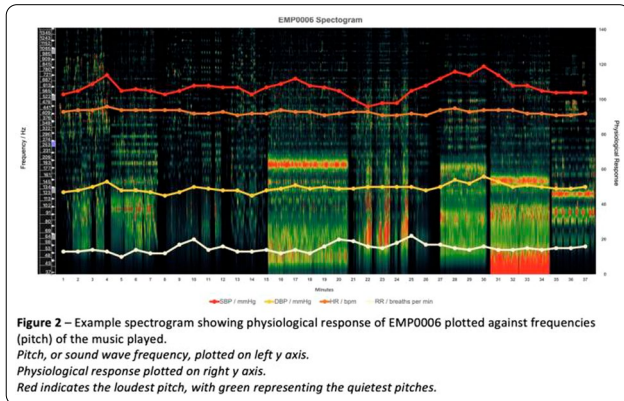 EMP0006 Spectrogram
Frequency / Hz
Physiological Response
140
120
100
80
60
40
20
0
1 2 3 4 5 6 7 8 9 10 11 12 13 14 15 16 17 18 19 20 21 22 23 24 25 26 27 28 29 30 31 32 33 34 35 36 37
Minutes
SBP / mmHg DBP / mmHg HR / bpm RR / breaths per min
Figure 2 – Example spectrogram showing physiological response of EMP0006 plotted against frequencies
(pitch) of the music played.
Pitch, or sound wave frequency, plotted on left y axis.
Physiological response plotted on right y axis.
Red indicates the loudest pitch, with green representing the quietest pitches.